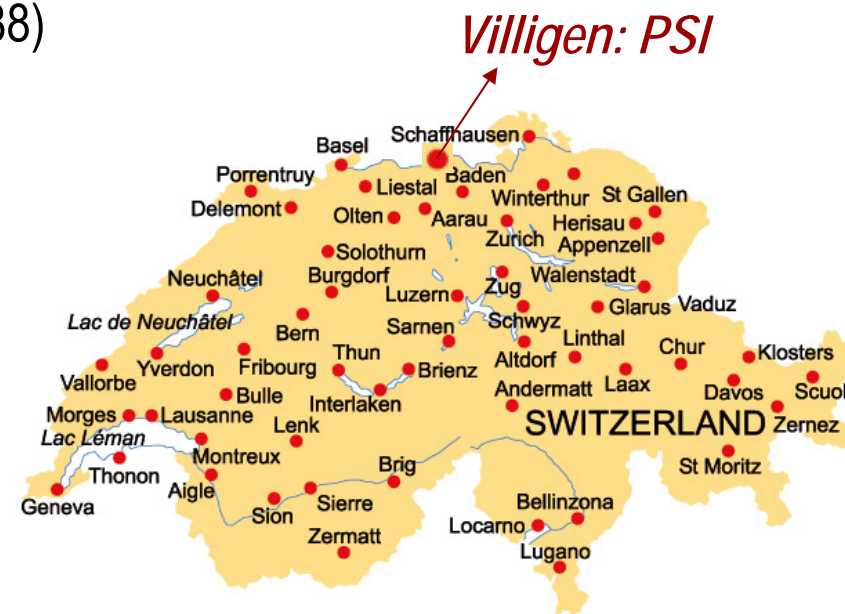 38)
Villigen: PSI
Schaffhausen
Basel
Baden
Porrentruy
Liestal
Winterthur
St Gallen
Delemont
Olten
Aarau
Herisau
Zurich
Appenzell
Solothurn
Neuchâtel
Burgdorf
Walenstadt
Luzern
Zug
Glarus
Vaduz
Lac de Neuchâtel
Bern
Sarnen
Schwyz
Linthal
Yverdon
Fribourg
Thun
Brienz
Altdorf
Chur
Klosters
Vallorbe
Bulle
Interlaken
Andermatt
Laax
Davos
Scuol
Morges
Lausanne
Lenk
SWITZERLAND
Zernez
Lac Léman
Montreux
Thonon
Aigle
Brig
St Moritz
Geneva
Sion
Sierre
Bellinzona
Zermatt
Locarno
Lugano